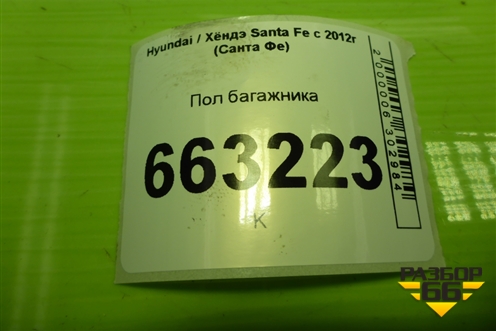 Hyundai / Хёндэ Santa Fe с 2012г
(Санта Фе)
Пол багажника
663223
К
2000006302984
РАЗБОР
66